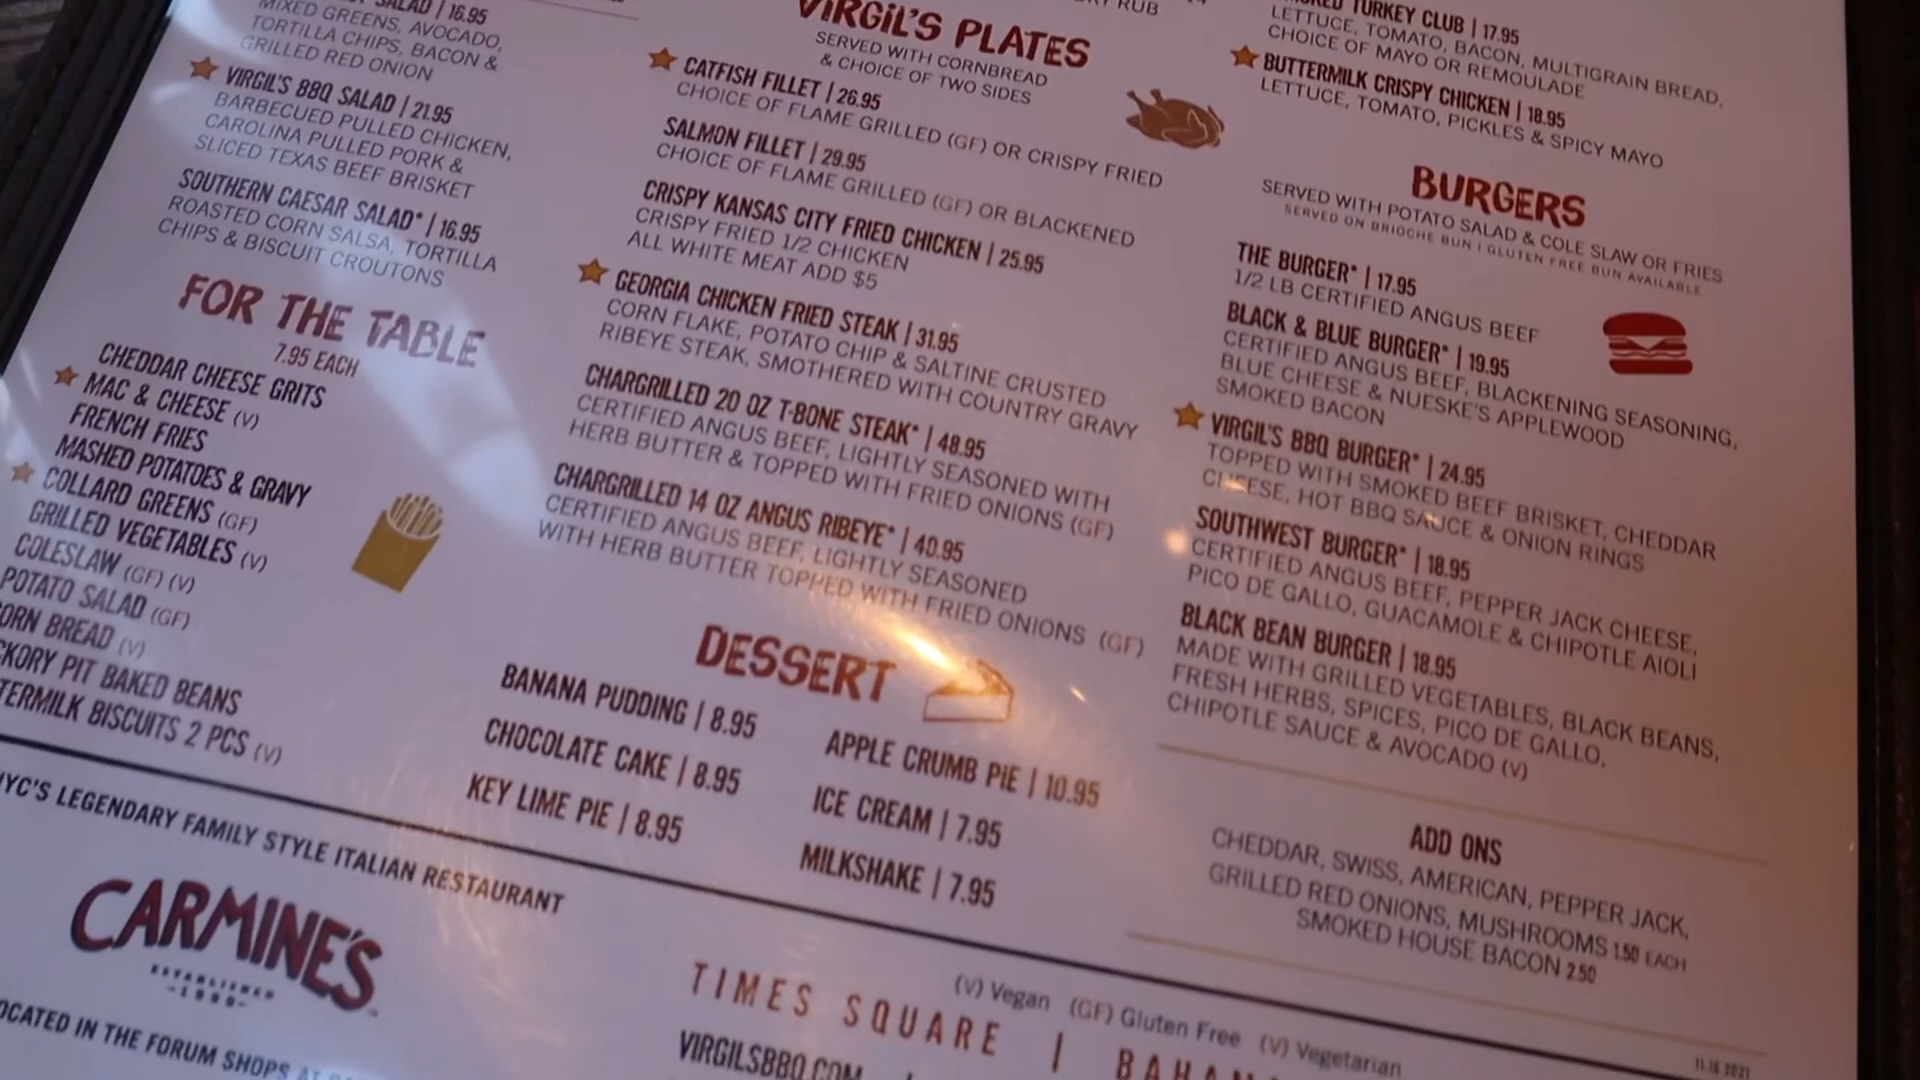 SALAD | 16.95
MIXED GREENS, AVOCADO,
TORTILLA CHIPS, BACON &
GRILLED RED ONION
VIRGIL'S BBQ SALAD | 21.95
BARBECUED PULLED CHICKEN,
CAROLINA PULLED PORK &
SLICED TEXAS BEEF BRISKET
SOUTHERN CAESAR SALAD* | 16.95
ROASTED CORN SALSA, TORTILLA
CHIPS & BISCUIT CROUTONS
FOR THE TABLE
7.95 EACH
CHEDDAR CHEESE GRITS
MAC & CHEESE (V)
FRENCH FRIES
MASHED POTATOES & GRAVY
COLLARD GREENS (GF)
GRILLED VEGETABLES (V)
COLESLAW (GF) (V)
POTATO SALAD (GF)
ORN BREAD (V)
KORY PIT BAKED BEANS
TERMILK BISCUITS 2 PCS (V)
RUB
VIRGIL'S PLATES
SERVED WITH CORNBREAD
& CHOICE OF TWO SIDES
CATFISH FILLET | 26.95
CHOICE OF FLAME GRILLED (GF) OR CRISPY FRIED
SALMON FILLET | 29.95
CHOICE OF FLAME GRILLED (GF) OR BLACKENED
CRISPY KANSAS CITY FRIED CHICKEN | 25.95
CRISPY FRIED 1/2 CHICKEN
ALL WHITE MEAT ADD $5
GEORGIA CHICKEN FRIED STEAK | 31.95
CORN FLAKE, POTATO CHIP & SALTINE CRUSTED
RIBEYE STEAK, SMOTHERED WITH COUNTRY GRAVY
CHARGRILLED 20 OZ T-BONE STEAK* | 48.95
CERTIFIED ANGUS BEEF, LIGHTLY SEASONED WITH
HERB BUTTER & TOPPED WITH FRIED ONIONS (GF)
CHARGRILLED 14 OZ ANGUS RIBEYE* | 40.95
CERTIFIED ANGUS BEEF, LIGHTLY SEASONED
WITH HERB BUTTER TOPPED WITH FRIED ONIONS (GF)
DESSERT
BANANA PUDDING | 8.95
CHOCOLATE CAKE | 8.95
KEY LIME PIE | 8.95
APPLE CRUMB PIE | 10.95
ICE CREAM | 7.95
MILKSHAKE | 7.95
TURKEY CLUB | 17.95
LETTUCE, TOMATO, BACON, MULTIGRAIN BREAD,
CHOICE OF MAYO OR REMOULADE
BUTTERMILK CRISPY CHICKEN | 18.95
LETTUCE, TOMATO, PICKLES & SPICY MAYO
BURGERS
SERVED WITH POTATO SALAD & COLE SLAW OR FRIES
SERVED ON BRIOCHE BUN | GLUTEN FREE BUN AVAILABLE
THE BURGER* | 17.95
1/2 LB CERTIFIED ANGUS BEEF
BLACK & BLUE BURGER* | 19.95
CERTIFIED ANGUS BEEF, BLACKENING SEASONING,
BLUE CHEESE & NUESKE'S APPLEWOOD
SMOKED BACON
VIRGIL'S BBQ BURGER* | 24.95
TOPPED WITH SMOKED BEEF BRISKET, CHEDDAR
CHEESE, HOT BBQ SAUCE & ONION RINGS
SOUTHWEST BURGER* | 18.95
CERTIFIED ANGUS BEEF, PEPPER JACK CHEESE,
PICO DE GALLO, GUACAMOLE & CHIPOTLE AIOLI
BLACK BEAN BURGER | 18.95
MADE WITH GRILLED VEGETABLES, BLACK BEANS,
FRESH HERBS, SPICES, PICO DE GALLO,
CHIPOTLE SAUCE & AVOCADO (V)
ADD ONS
CHEDDAR, SWISS, AMERICAN, PEPPER JACK,
GRILLED RED ONIONS, MUSHROOMS 1.50 EACH
SMOKED HOUSE BACON 2.50
NYC'S LEGENDARY FAMILY STYLE ITALIAN RESTAURANT
CARMINE'S
ESTABLISHED
-1990-
OCATED IN THE FORUM SHOPS AT
(V) Vegan (GF) Gluten Free (V) Vegetarian
TIMES SQUARE | BAHA
VIRGILSBBQ.COM
11.15.2021